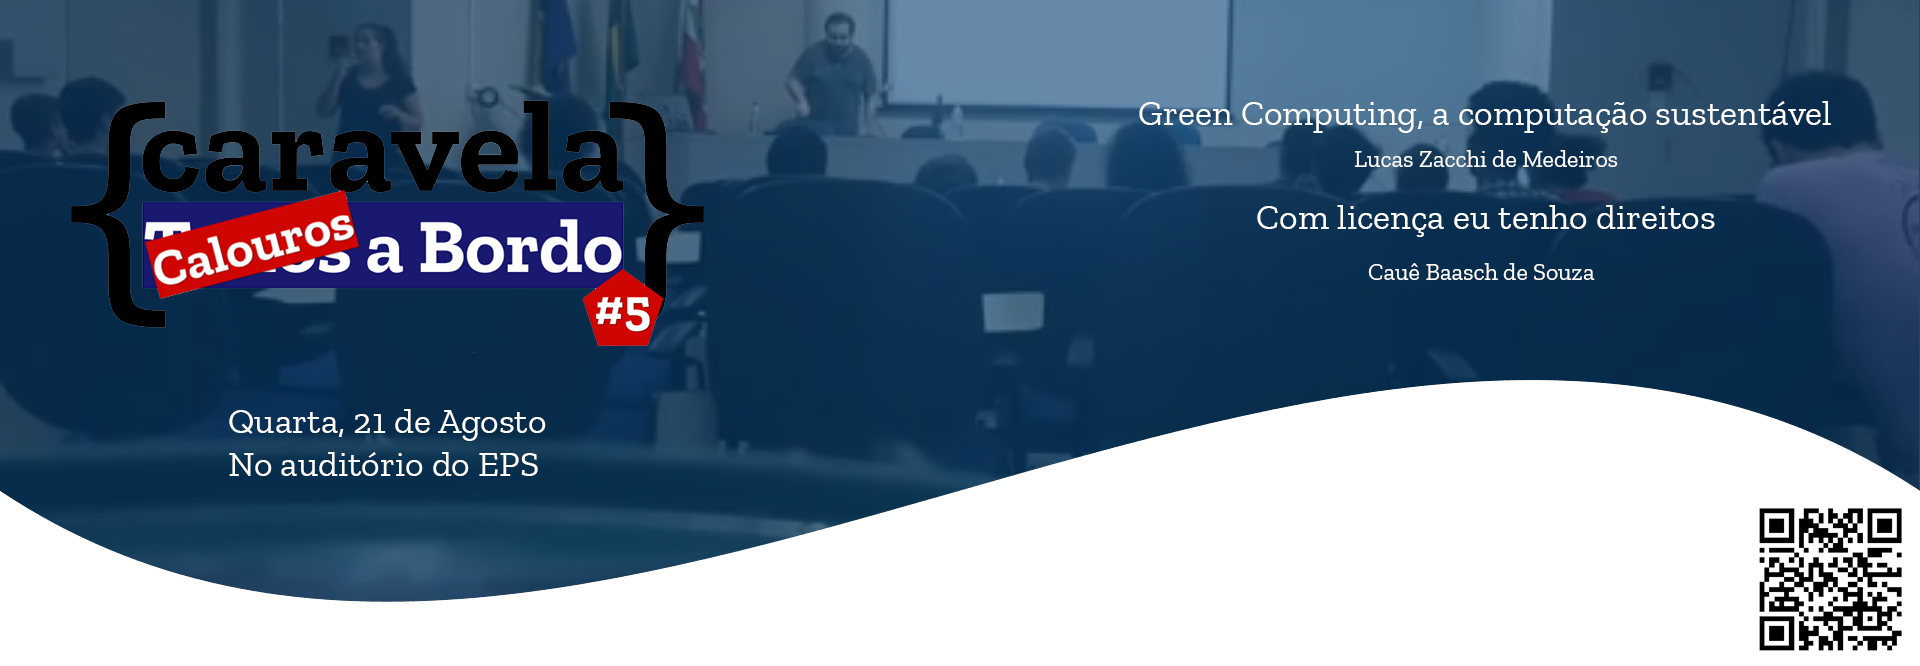 caravela
Calouros a Bordo
#5
Quarta, 21 de Agosto
No auditório do EPS
Green Computing, a computação sustentável
Lucas Zacchi de Medeiros
Com licença eu tenho direitos
Cauê Baasch de Souza